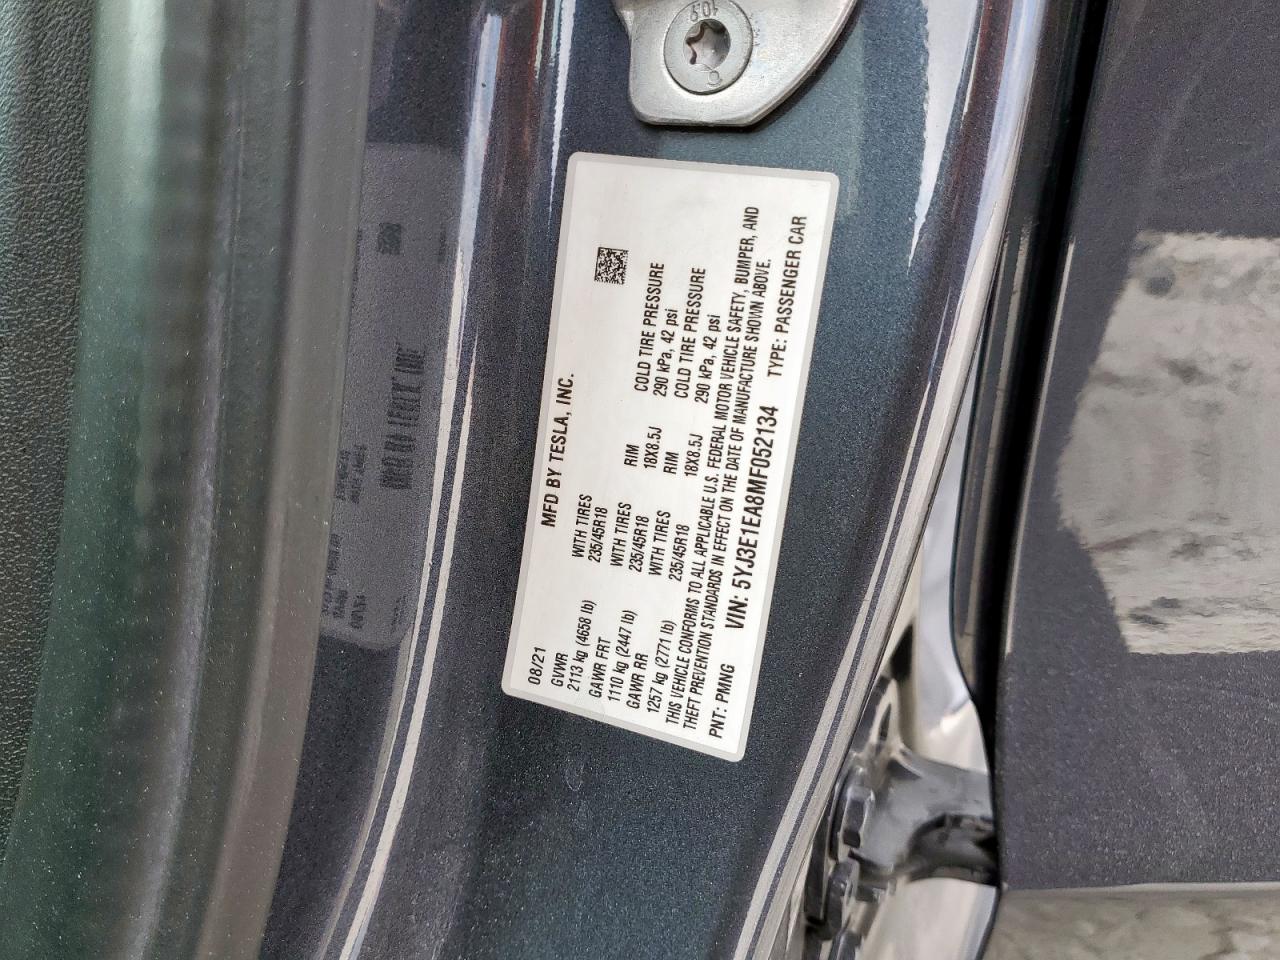 10.9
MFD BY TESLA, INC.
08/21
GVWR
2113 kg (4658 lb)
WITH TIRES
235/45R18
RIM
18X8.5J
COLD TIRE PRESSURE
290 kPa, 42 psi
GAWR FRT
1110 kg (2447 lb)
WITH TIRES
235/45R18
RIM
18X8.5J
COLD TIRE PRESSURE
290 kPa, 42 psi
GAWR RR
1257 kg (2771 lb)
WITH TIRES
235/45R18
THIS VEHICLE CONFORMS TO ALL APPLICABLE U.S. FEDERAL MOTOR VEHICLE SAFETY, BUMPER, AND
THEFT PREVENTION STANDARDS IN EFFECT ON THE DATE OF MANUFACTURE SHOWN ABOVE.
PNT: PMNG VIN: 5YJ3E1EA8MF052134 TYPE: PASSENGER CAR